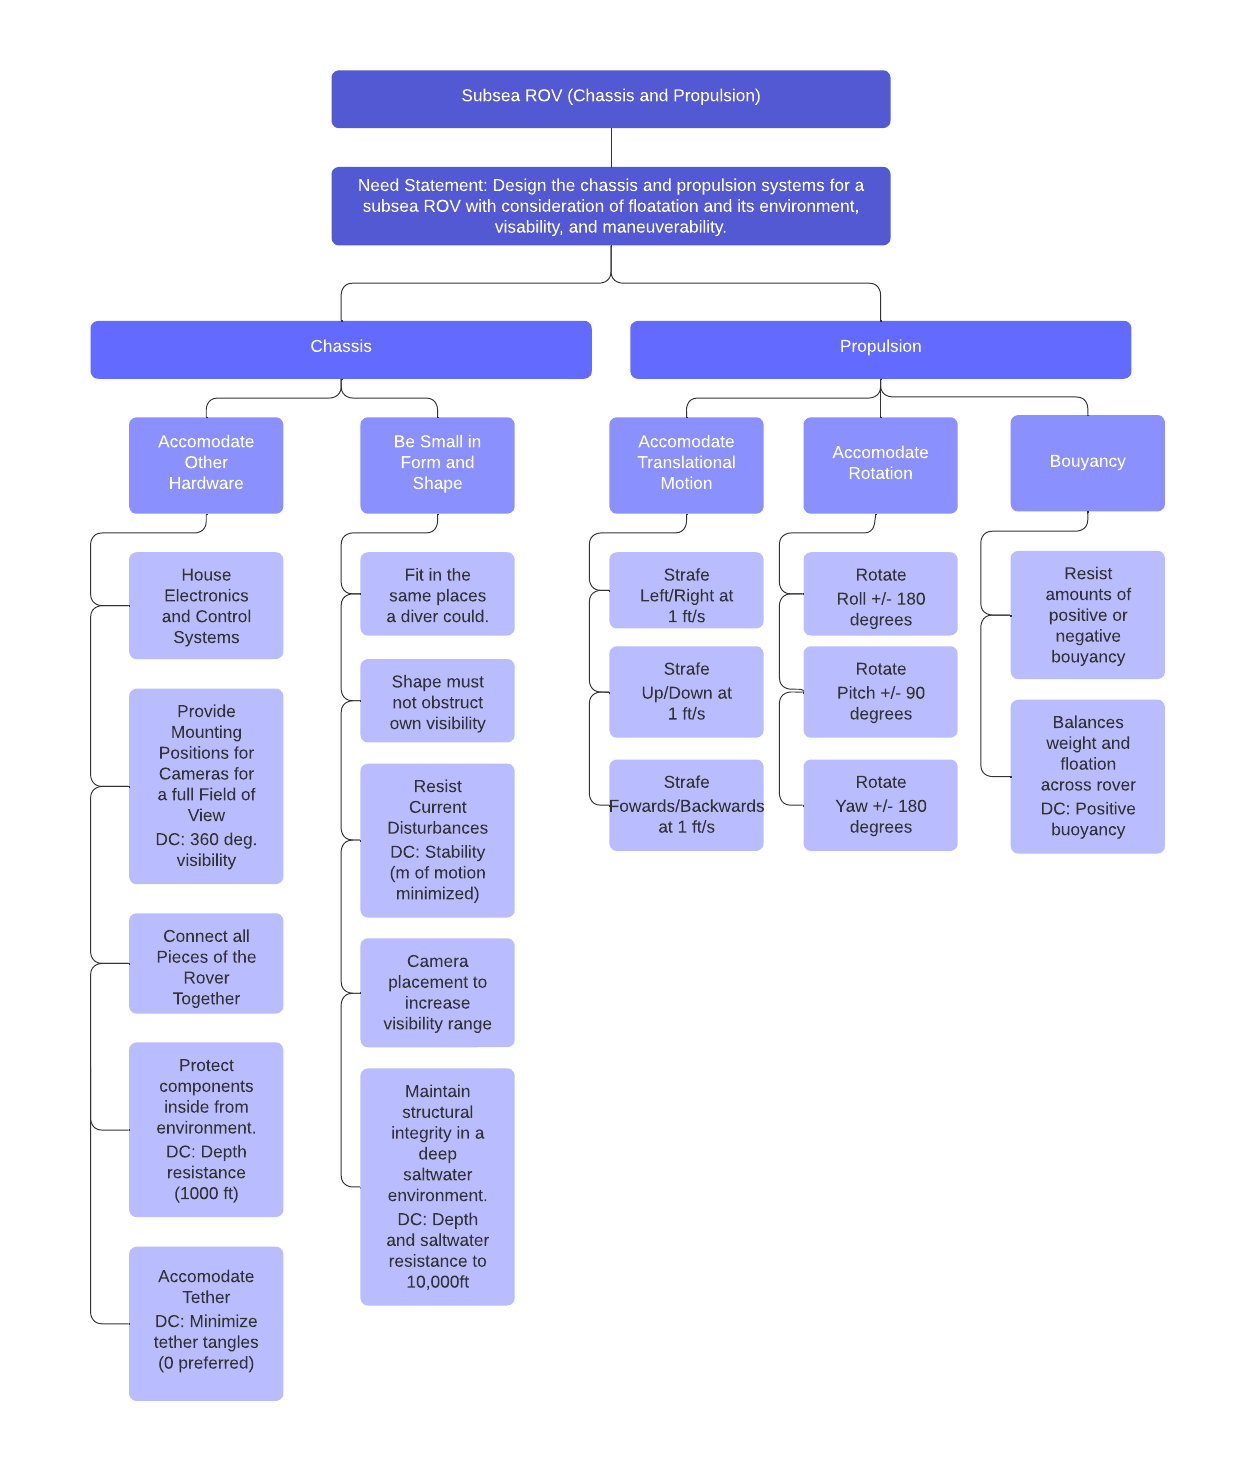 Subsea ROV (Chassis and Propulsion)
Need Statement: Design the chassis and propulsion systems for a
subsea ROV with consideration of floatation and its environment,
visability, and maneuverability.
Chassis
Propulsion
Accomodate
Other
Hardware
Be Small in
Form and
Shape
Accomodate
Translational
Motion
Accomodate
Rotation
Bouyancy
House
Electronics
and Control
Systems
Provide
Mounting
Positions for
Cameras for
a full Field of
View
DC: 360 deg.
visibility
Connect all
Pieces of the
Rover
Together
Protect
components
inside from
environment.
DC: Depth
resistance
(1000 ft)
Accomodate
Tether
DC: Minimize
tether tangles
(0 preferred)
Fit in the
same places
a diver could.
Shape must
not obstruct
own visibility
Resist
Current
Disturbances
DC: Stability
(m of motion
minimized)
Camera
placement to
increase
visibility range
Maintain
structural
integrity in a
deep
saltwater
environment.
DC: Depth
and saltwater
resistance to
10,000ft
Strafe
Left/Right at
1 ft/s
Strafe
Up/Down at
1 ft/s
Strafe
Fowards/Backwards
at 1 ft/s
Rotate
Roll +/- 180
degrees
Rotate
Pitch +/- 90
degrees
Rotate
Yaw +/- 180
degrees
Resist
amounts of
positive or
negative
bouyancy
Balances
weight and
floation
across rover
DC: Positive
buoyancy